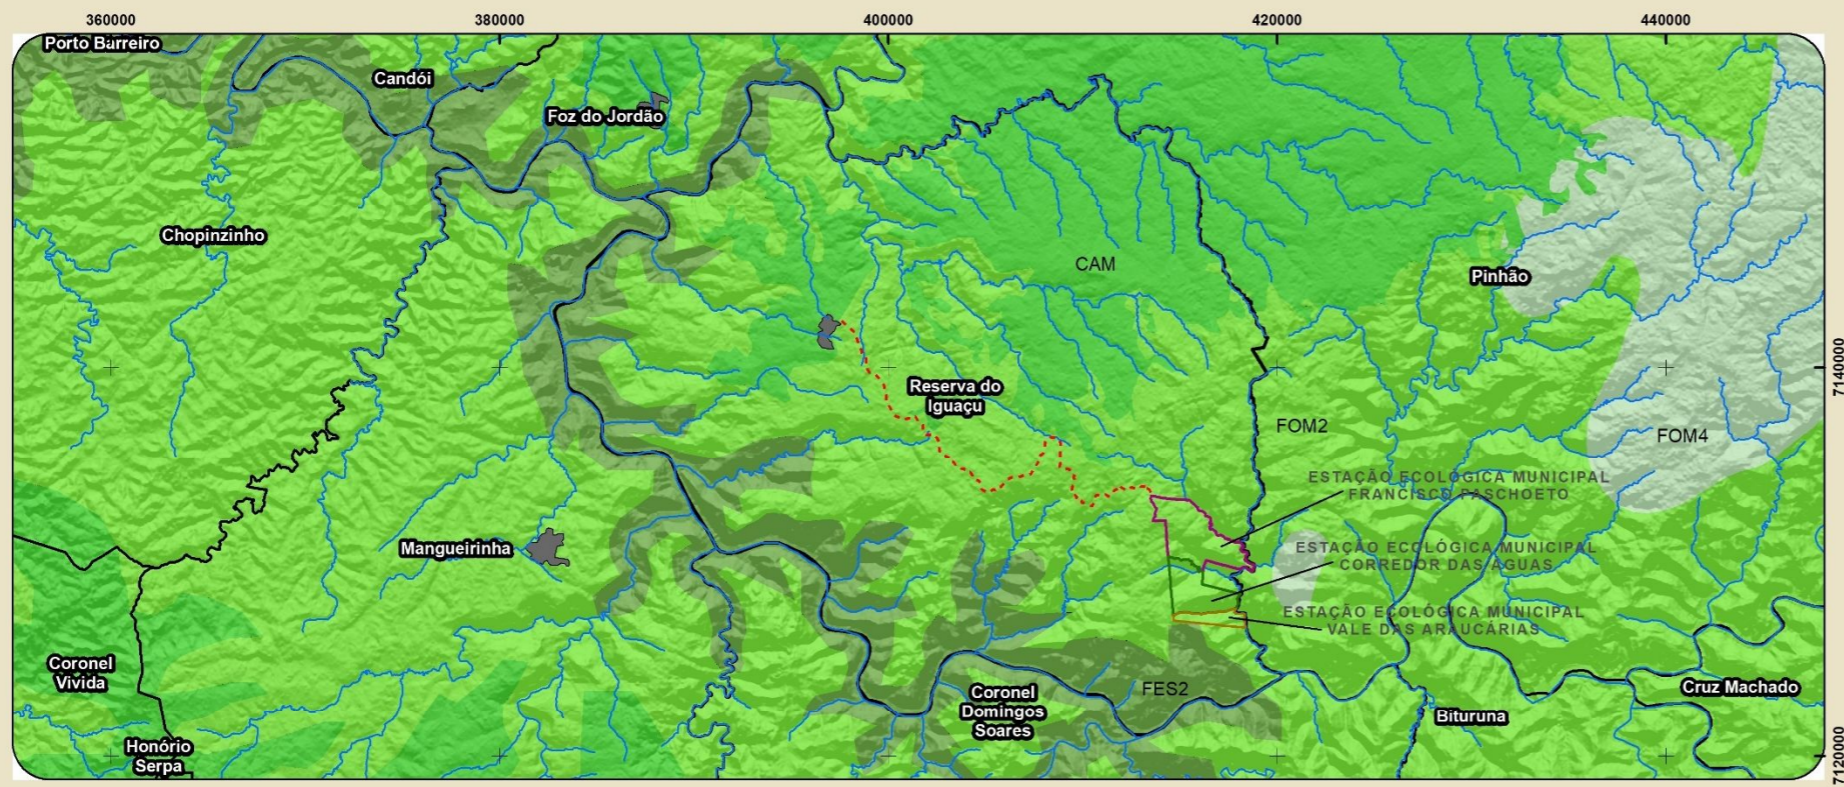 360000
380000
400000
420000
440000
Porto Barreiro
Candói
Foz do Jordão
Chopinzinho
CAM
Pinhão
7140000
Reserva do
Iguaçu
FOM2
FOM4
ESTAÇÃO ECOLÓGICA MUNICIPAL
FRANCISCO PASCHOETO
Mangueirinha
ESTAÇÃO ECOLÓGICA MUNICIPAL
CORREDOR DAS ÁGUAS
ESTAÇÃO ECOLÓGICA MUNICIPAL
VALE DAS ARAUCÁRIAS
Coronel
Vivida
FES2
Coronel
Domingos
Soares
Cruz Machado
Bituruna
Honório
Serpa
7120000